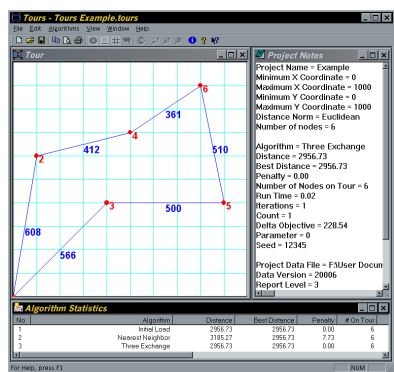 Tours - Tours Example.tours
File Edit Algorithms View Window Help
Tour
6
361
4
412
2
510
3
500
5
608
566
Project Notes
Project Name = Example
Minimum X Coordinate = 0
Maximum X Coordinate = 1000
Minimum Y Coordinate = 0
Maximum Y Coordinate = 1000
Distance Norm = Euclidean
Number of nodes = 6
Algorithm = Three Exchange
Distance = 2956.73
Best Distance = 2956.73
Penalty = 0.00
Number of Nodes on Tour = 6
Run Time = 0.02
Iterations = 1
Count = 1
Delta Objective = 228.54
Parameter = 0
Seed = 12345
Project Data File = F:\User Docum
Data Version = 20006
Report Level = 3
Algorithm Statistics
No. Algorithm Distance Best Distance Penalty # On Tour
1 Initial Load 2956.73 2956.73 0.00 6
2 Nearest Neighbor 3185.27 2956.73 7.73 6
3 Three Exchange 2956.73 2956.73 0.00 6
For Help, press F1
NUM